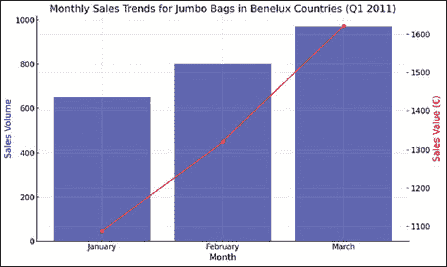 Monthly Sales Trends for Jumbo Bags in Benelux Countries (Q1 2011)
1000
800
600
400
200
0
Sales Volume
1600
1500
1400
1300
1200
1100
Sales Value (€)
January February March
Month